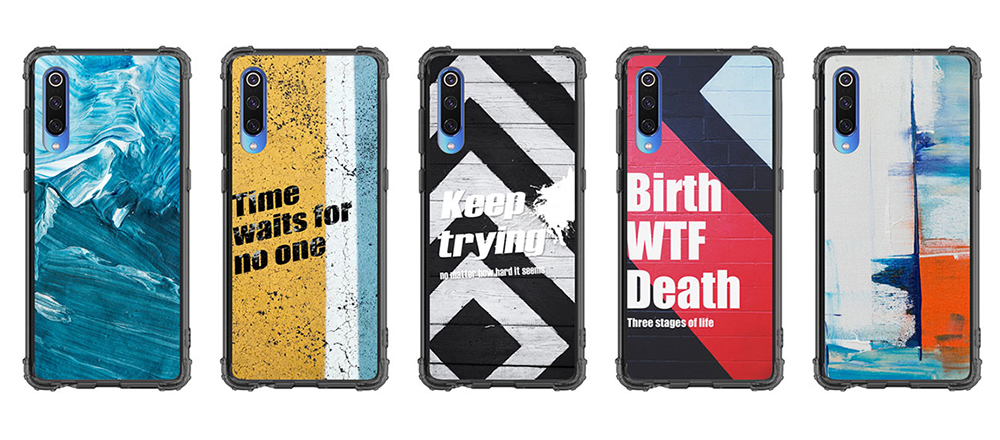 Time
waits for
no one
Keep
trying
no matter how hard it seems
Birth
WTF
Death
Three stages of life